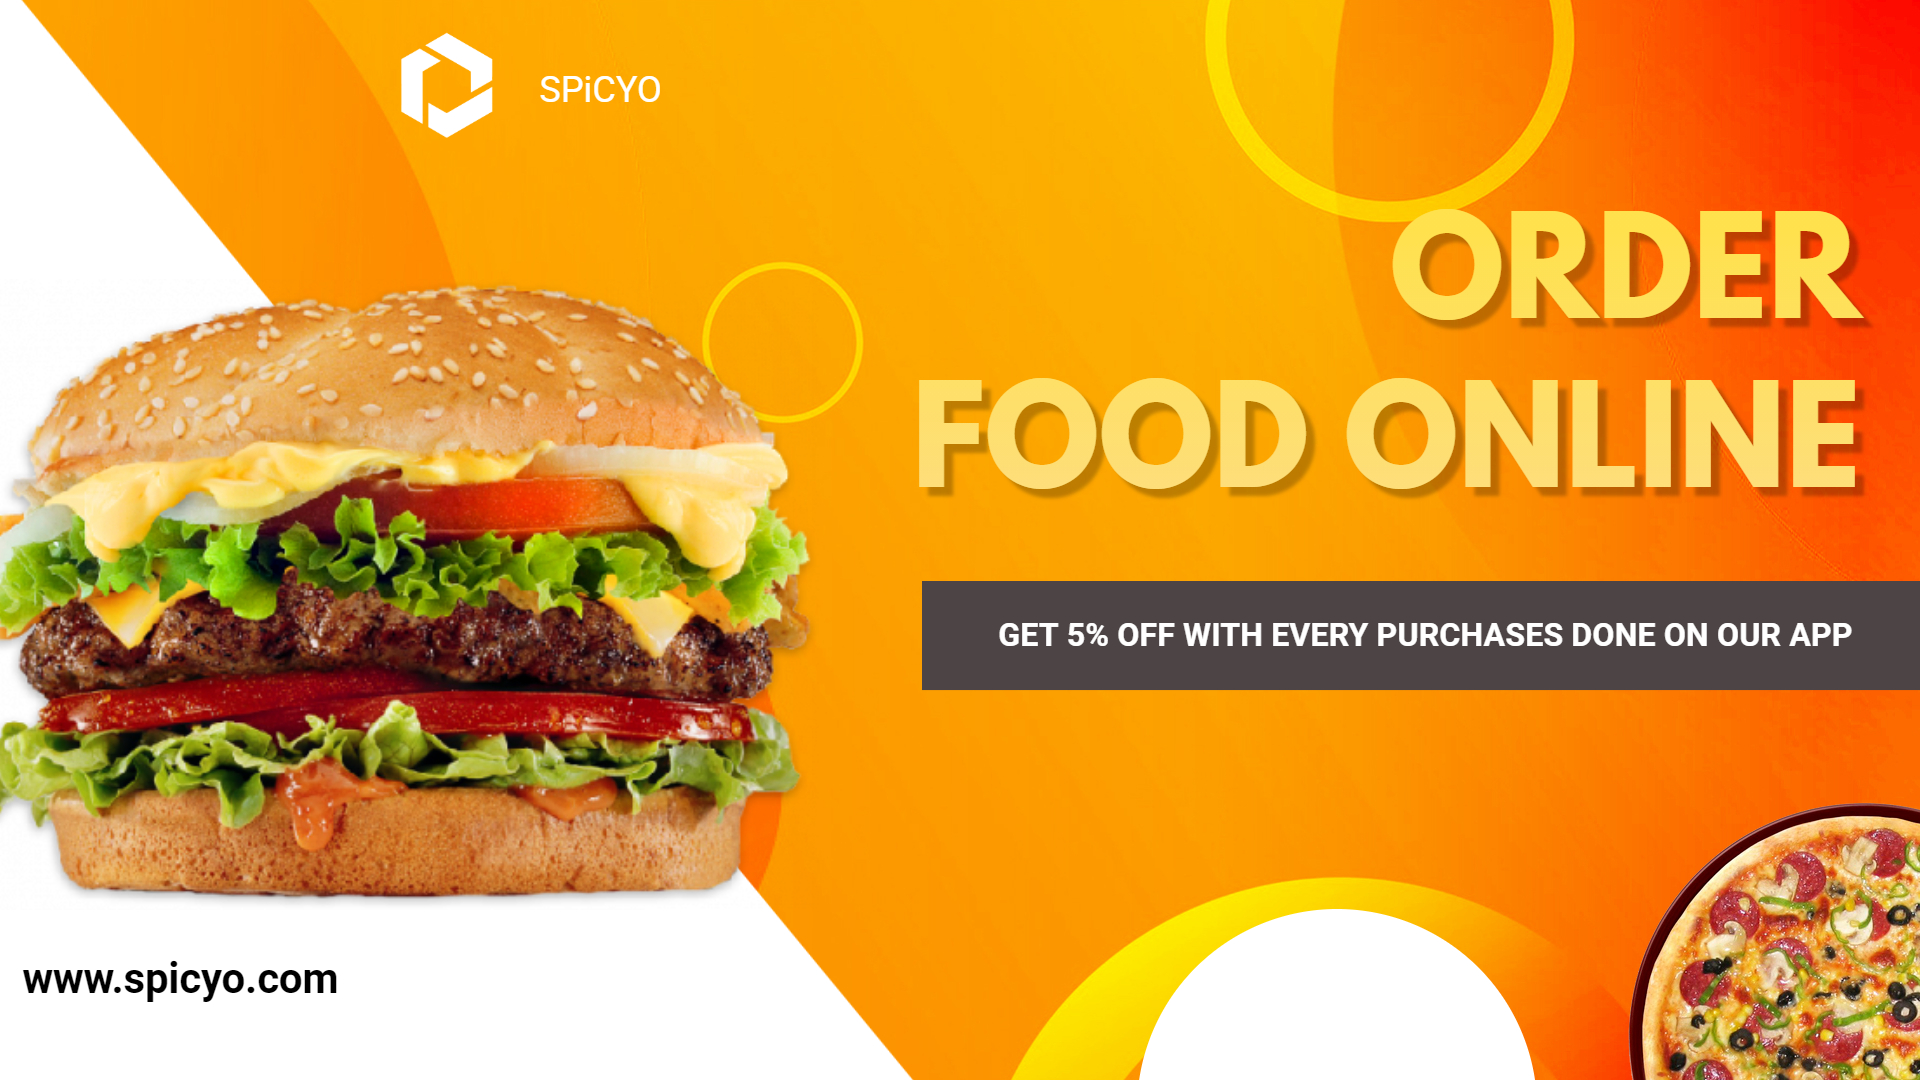 SPiCYO
ORDER
FOOD ONLINE
GET 5% OFF WITH EVERY PURCHASES DONE ON OUR APP
www.spicyo.com